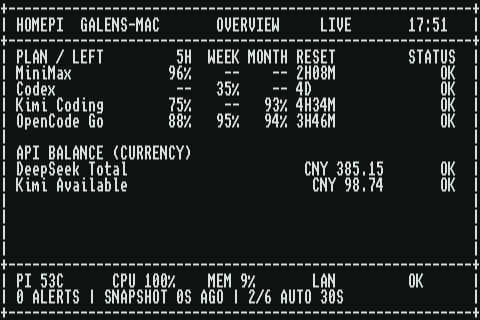 HOMEPI GALENS-MAC OVERVIEW LIVE 17:51
PLAN / LEFT 5H WEEK MONTH RESET STATUS
MiniMax 96% -- -- 2H08M OK
Codex -- 35% -- 4D OK
Kimi Coding 75% -- 93% 4H34M OK
OpenCode Go 88% 95% 94% 3H46M OK
API BALANCE (CURRENCY)
DeepSeek Total CNY 385.15 OK
Kimi Available CNY 98.74 OK
PI 53C CPU 100% MEM 9% LAN OK
0 ALERTS | SNAPSHOT 0S AGO | 2/6 AUTO 30S